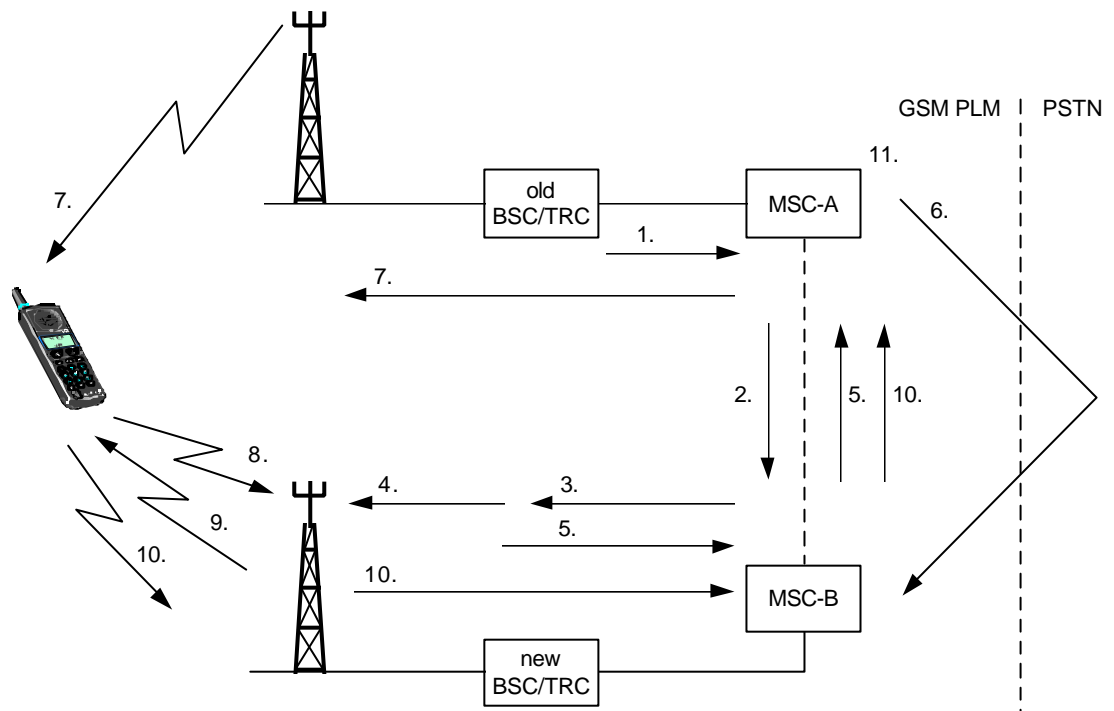 GSM PLM
PSTN
11.
old
BSC/TRC
MSC-A
7.
6.
1.
7.
2.
5.
10.
8.
4.
3.
9.
5.
10.
10.
MSC-B
new
BSC/TRC